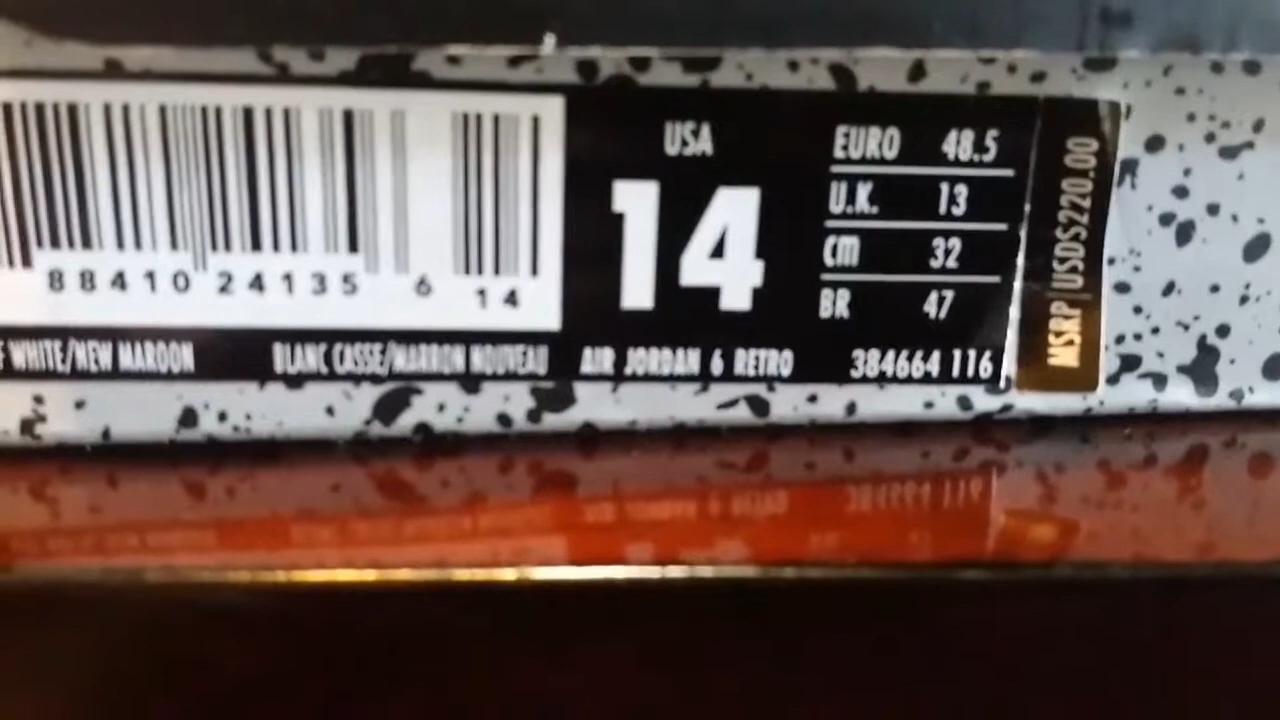 88410 24135 6 14
WHITE/NEW MAROON BLANC CASSE/MARRON NOUVEAU AIR JORDAN 6 RETRO 384664 116
USA
14
EURO 48.5
U.K. 13
cm 32
BR 47
MSRP|USD$220.00